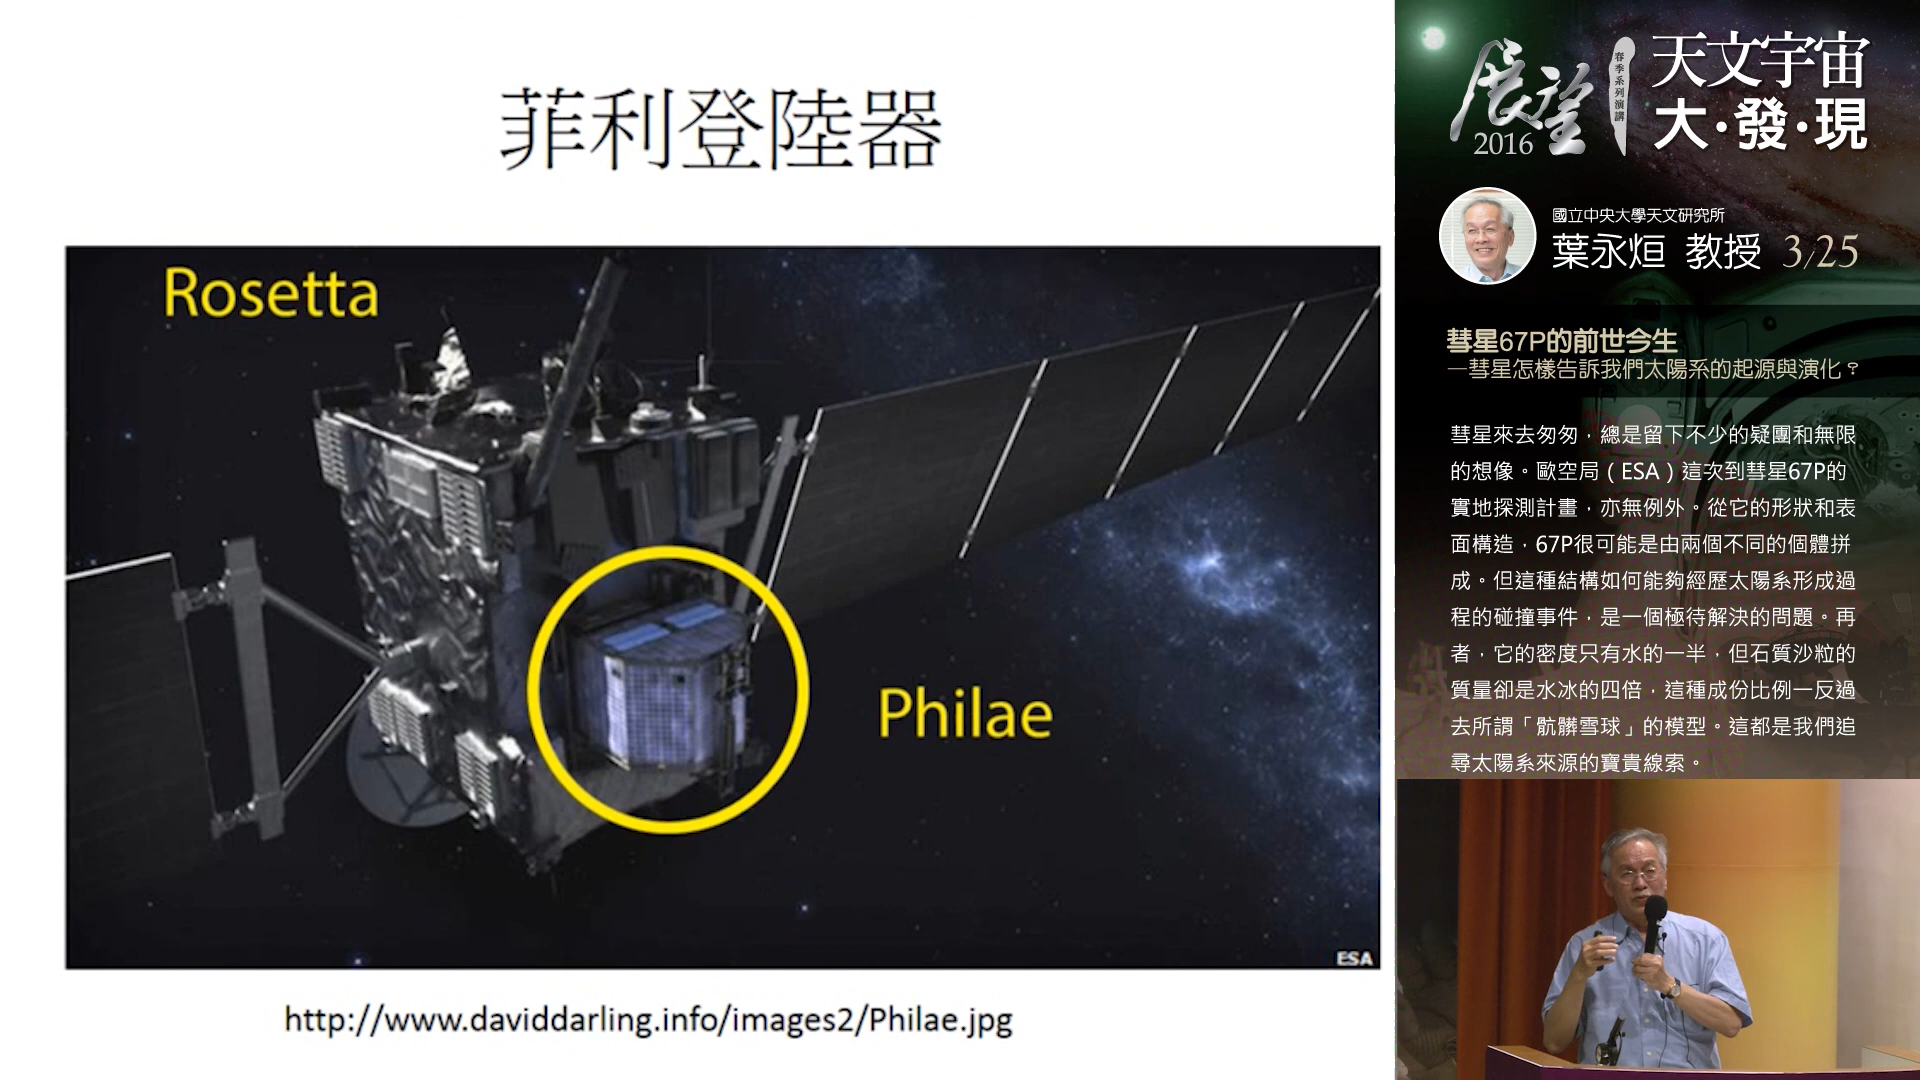 菲利登陸器
Rosetta
Philae
ESA
http://www.daviddarling.info/images2/Philae.jpg
展望
2016
春季系列演講
天文宇宙
大·發·現
國立中央大學天文研究所
葉永烜 教授 3/25
彗星67P的前世今生
—彗星怎樣告訴我們太陽系的起源與演化？
彗星來去匆匆，總是留下不少的疑團和無限
的想像。歐空局（ESA）這次到彗星67P的
實地探測計畫，亦無例外。從它的形狀和表
面構造，67P很可能是由兩個不同的個體拼
成。但這種結構如何能夠經歷太陽系形成過
程的碰撞事件，是一個極待解決的問題。再
者，它的密度只有水的一半，但石質沙粒的
質量卻是水冰的四倍，這種成份比例一反過
去所謂「骯髒雪球」的模型。這都是我們追
尋太陽系來源的寶貴線索。